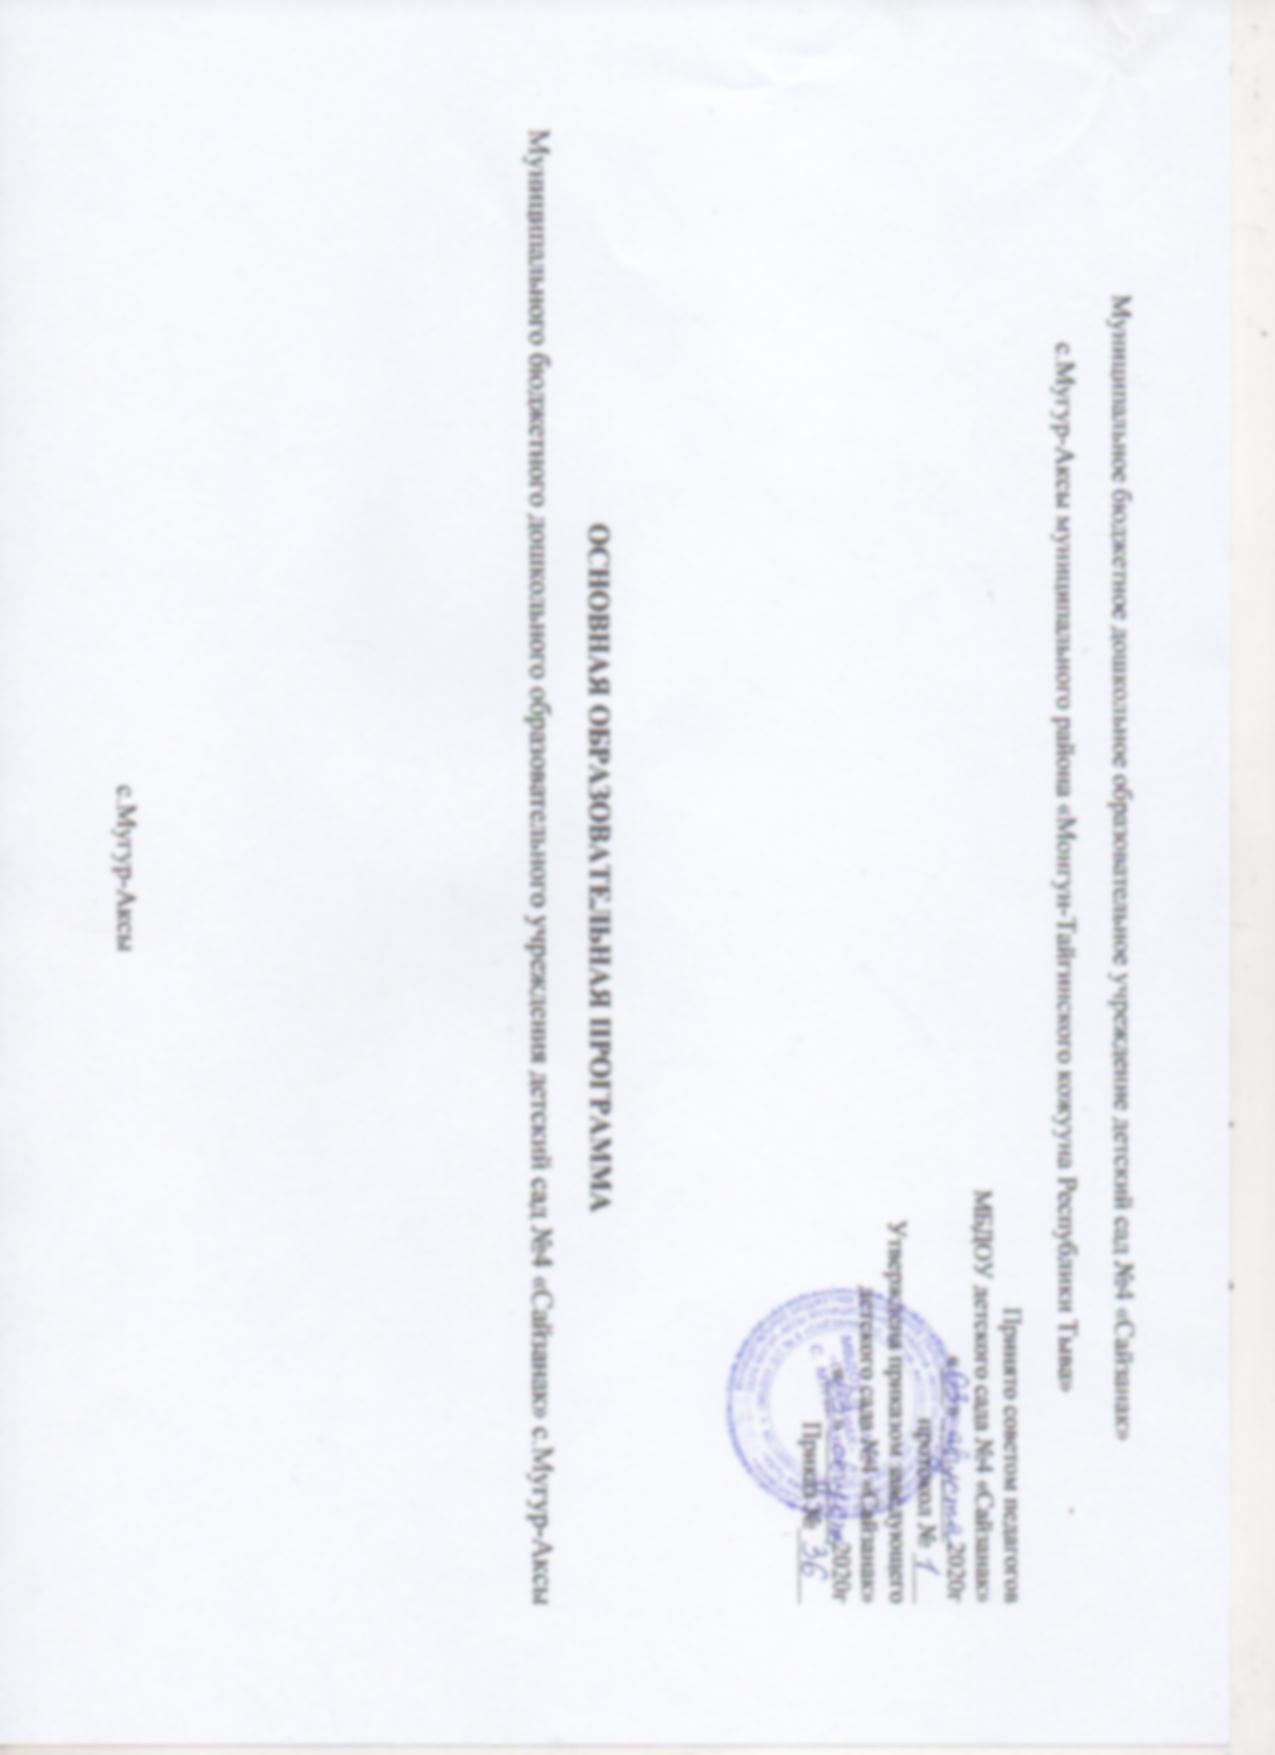 Муниципальное бюджетное дошкольное образовательное учреждение детский сад №4 «Сайзанак»
с.Мугур-Аксы муниципального района «Монгун-Тайгинского кожууна Республики Тыва»
Принято советом педагогов
МБДОУ детского сада №4 «Сайзанак»
августа 2020г
протокол № 1
Утверждена приказом заведующего
детского сада №4 «Сайзанак»
2020г
Приказ № 36
ОСНОВНАЯ ОБРАЗОВАТЕЛЬНАЯ ПРОГРАММА
Муниципального бюджетного дошкольного образовательного учреждения детский сад №4 «Сайзанак» с.Мугур-Аксы
с.Мугур-Аксы